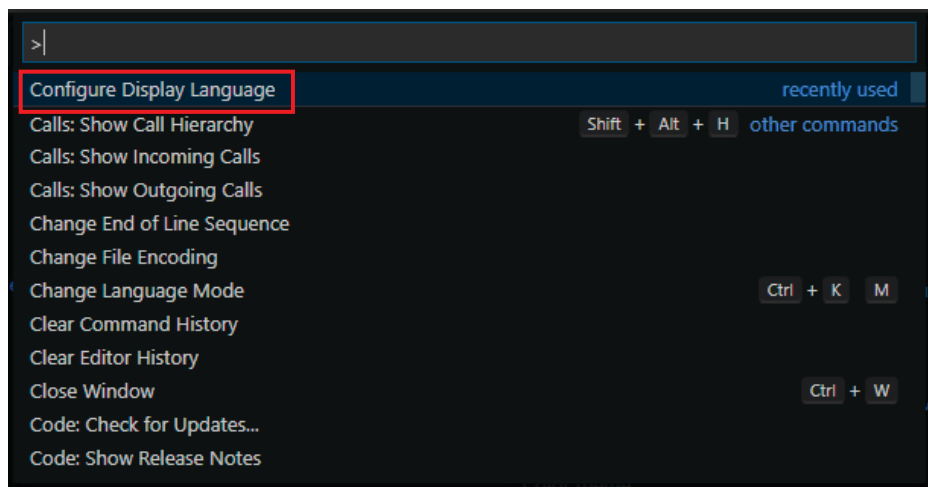 >
Configure Display Language recently used
Calls: Show Call Hierarchy Shift + Alt + H other commands
Calls: Show Incoming Calls
Calls: Show Outgoing Calls
Change End of Line Sequence
Change File Encoding
Change Language Mode Ctrl + K M
Clear Command History
Clear Editor History
Close Window Ctrl + W
Code: Check for Updates...
Code: Show Release Notes